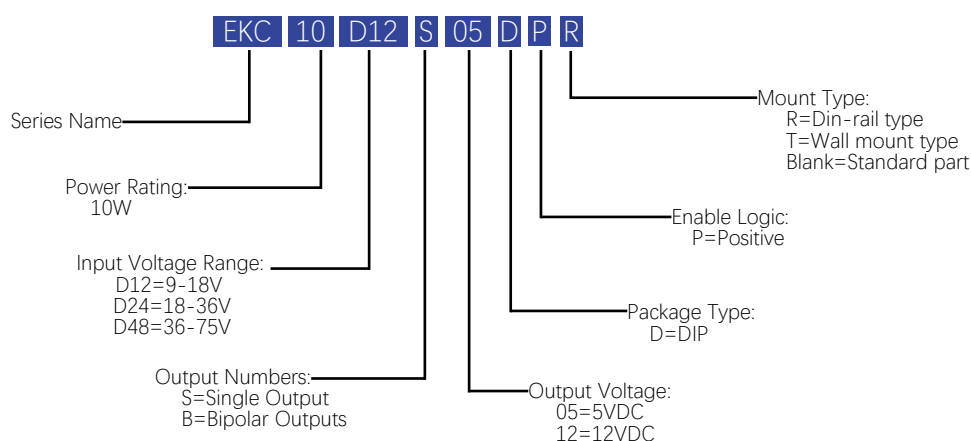 EKC 10 D12 S 05 D P R
Series Name
Power Rating:
10W
Input Voltage Range:
D12=9-18V
D24=18-36V
D48=36-75V
Output Numbers:
S=Single Output
B=Bipolar Outputs
Output Voltage:
05=5VDC
12=12VDC
Package Type:
D=DIP
Enable Logic:
P=Positive
Mount Type:
R=Din-rail type
T=Wall mount type
Blank=Standard part